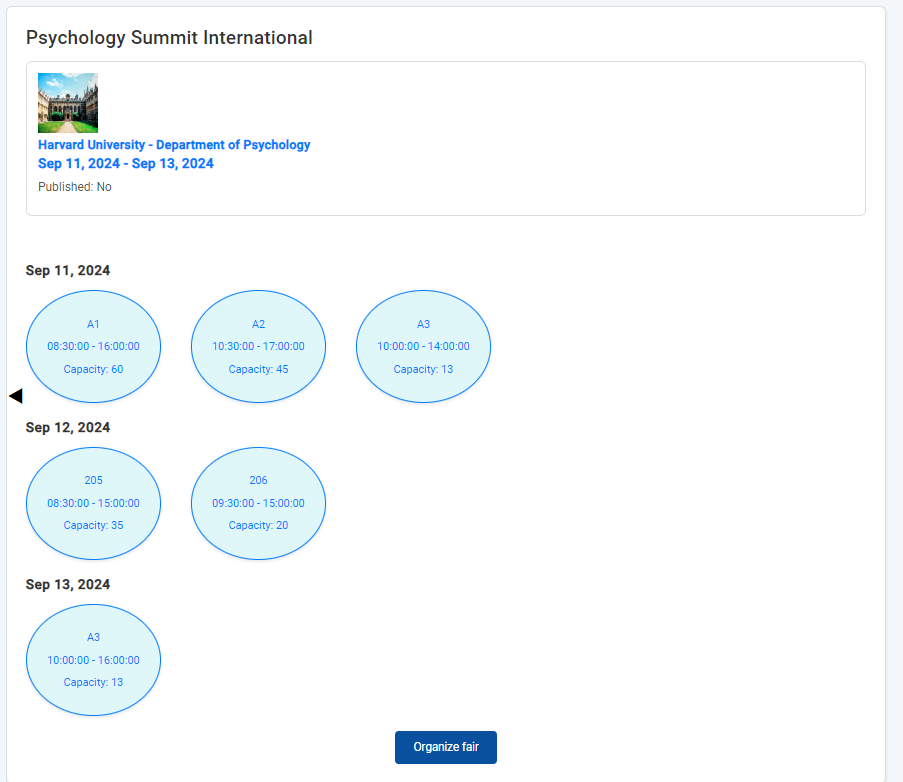 Psychology Summit International
Harvard University - Department of Psychology
Sep 11, 2024 - Sep 13, 2024
Published: No
Sep 11, 2024
A1
08:30:00 - 16:00:00
Capacity: 60
A2
10:30:00 - 17:00:00
Capacity: 45
A3
10:00:00 - 14:00:00
Capacity: 13
Sep 12, 2024
205
08:30:00 - 15:00:00
Capacity: 35
206
09:30:00 - 15:00:00
Capacity: 20
Sep 13, 2024
A3
10:00:00 - 16:00:00
Capacity: 13
Organize fair